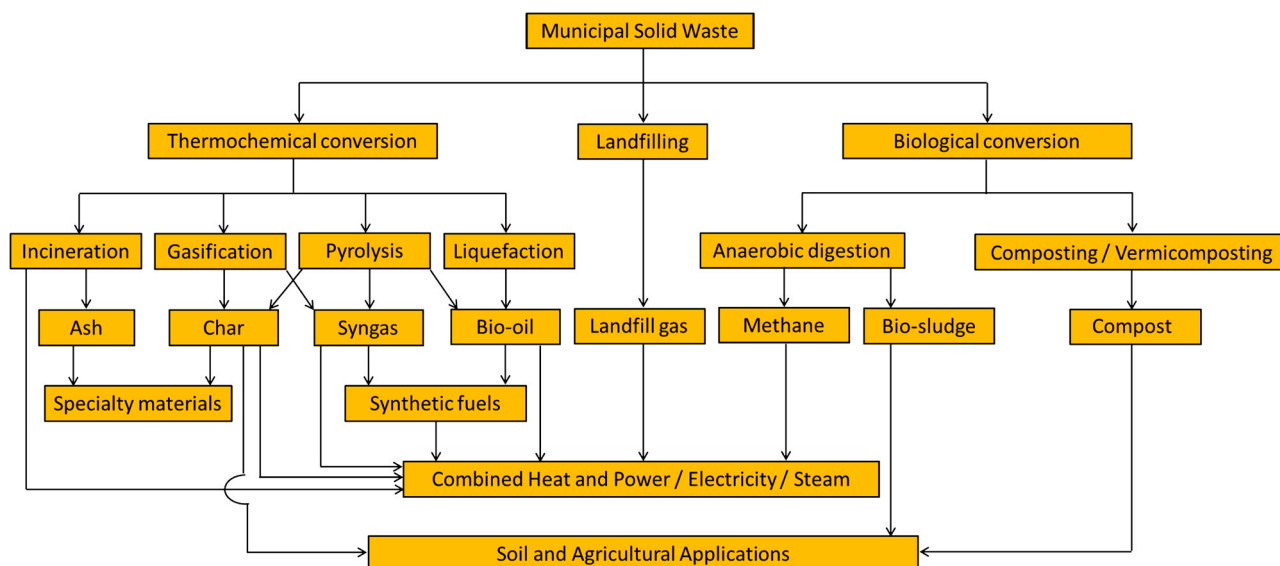 Municipal Solid Waste
Thermochemical conversion
Landfilling
Biological conversion
Incineration
Gasification
Pyrolysis
Liquefaction
Anaerobic digestion
Composting / Vermicomposting
Ash
Char
Syngas
Bio-oil
Landfill gas
Methane
Bio-sludge
Compost
Specialty materials
Synthetic fuels
Combined Heat and Power / Electricity / Steam
Soil and Agricultural Applications